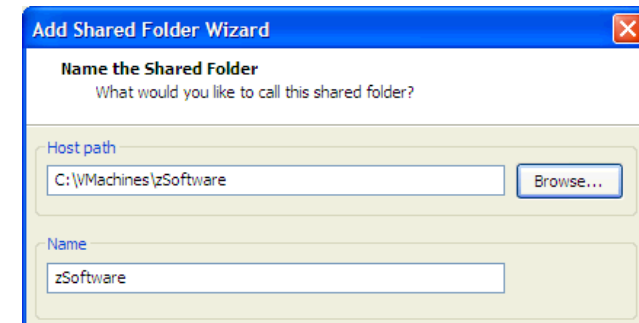 Add Shared Folder Wizard
Name the Shared Folder
What would you like to call this shared folder?
Host path
C:\VMachines\zSoftware
Browse...
Name
zSoftware